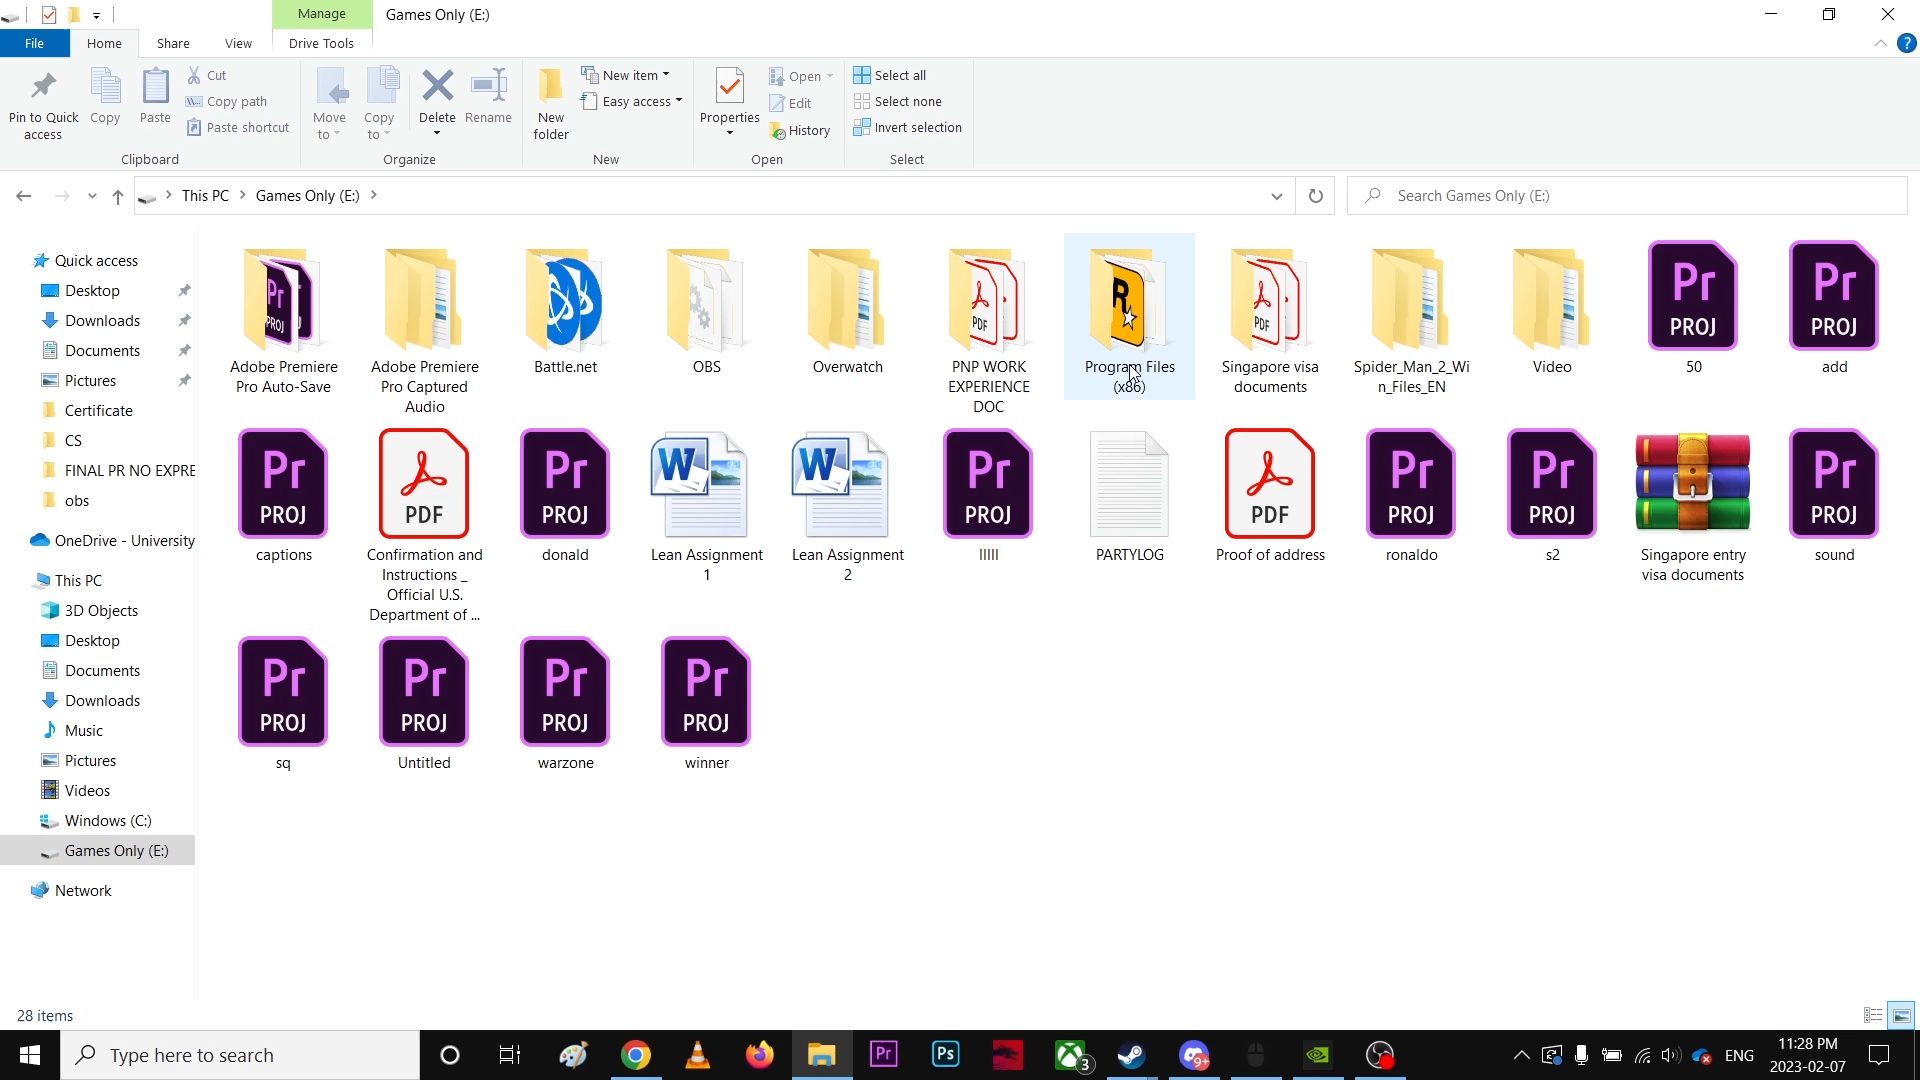 Manage
Games Only (E:)
File
Home
Share
View
Drive Tools
Pin to Quick
access
Copy
Paste
Cut
Copy path
Paste shortcut
Clipboard
Move
to
Copy
to
Delete
Rename
Organize
New
folder
New item
Easy access
New
Properties
Open
Edit
History
Open
Select all
Select none
Invert selection
Select
This PC
Games Only (E:)
Search Games Only (E:)
Quick access
Desktop
Downloads
Documents
Pictures
Certificate
CS
FINAL PR NO EXPRE
obs
OneDrive - University
This PC
3D Objects
Desktop
Documents
Downloads
Music
Pictures
Videos
Windows (C:)
Games Only (E:)
Network
Adobe Premiere
Pro Auto-Save
Adobe Premiere
Pro Captured
Audio
Battle.net
OBS
Overwatch
PNP WORK
EXPERIENCE
DOC
Program Files
(x86)
Singapore visa
documents
Spider_Man_2_Wi
n_Files_EN
Video
Pr
PROJ
50
Pr
PROJ
add
Pr
PROJ
captions
PDF
Confirmation and
Instructions _
Official U.S.
Department of ...
Pr
PROJ
donald
W
Lean Assignment
1
W
Lean Assignment
2
Pr
PROJ
lllll
PARTYLOG
PDF
Proof of address
Pr
PROJ
ronaldo
Pr
PROJ
s2
Singapore entry
visa documents
Pr
PROJ
sound
Pr
PROJ
sq
Pr
PROJ
Untitled
Pr
PROJ
warzone
Pr
PROJ
winner
28 items
Type here to search
Pr
Ps
3
9+
ENG
11:28 PM
2023-02-07